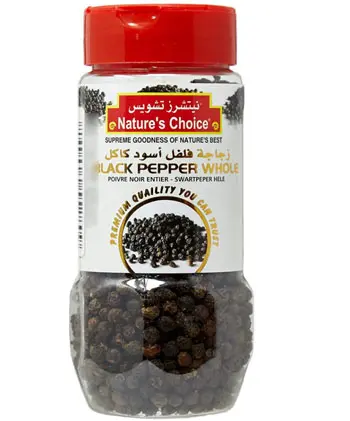 نيتشرز تشويس®
Nature's Choice®
SUPREME GOODNESS OF NATURE'S BEST
زجاجة فلفل أسود كاكل
BLACK PEPPER WHOLE
POIVRE NOIR ENTIER - SWARTPEPER HELE
PREMIUM QUAILITY YOU CAN TRUST